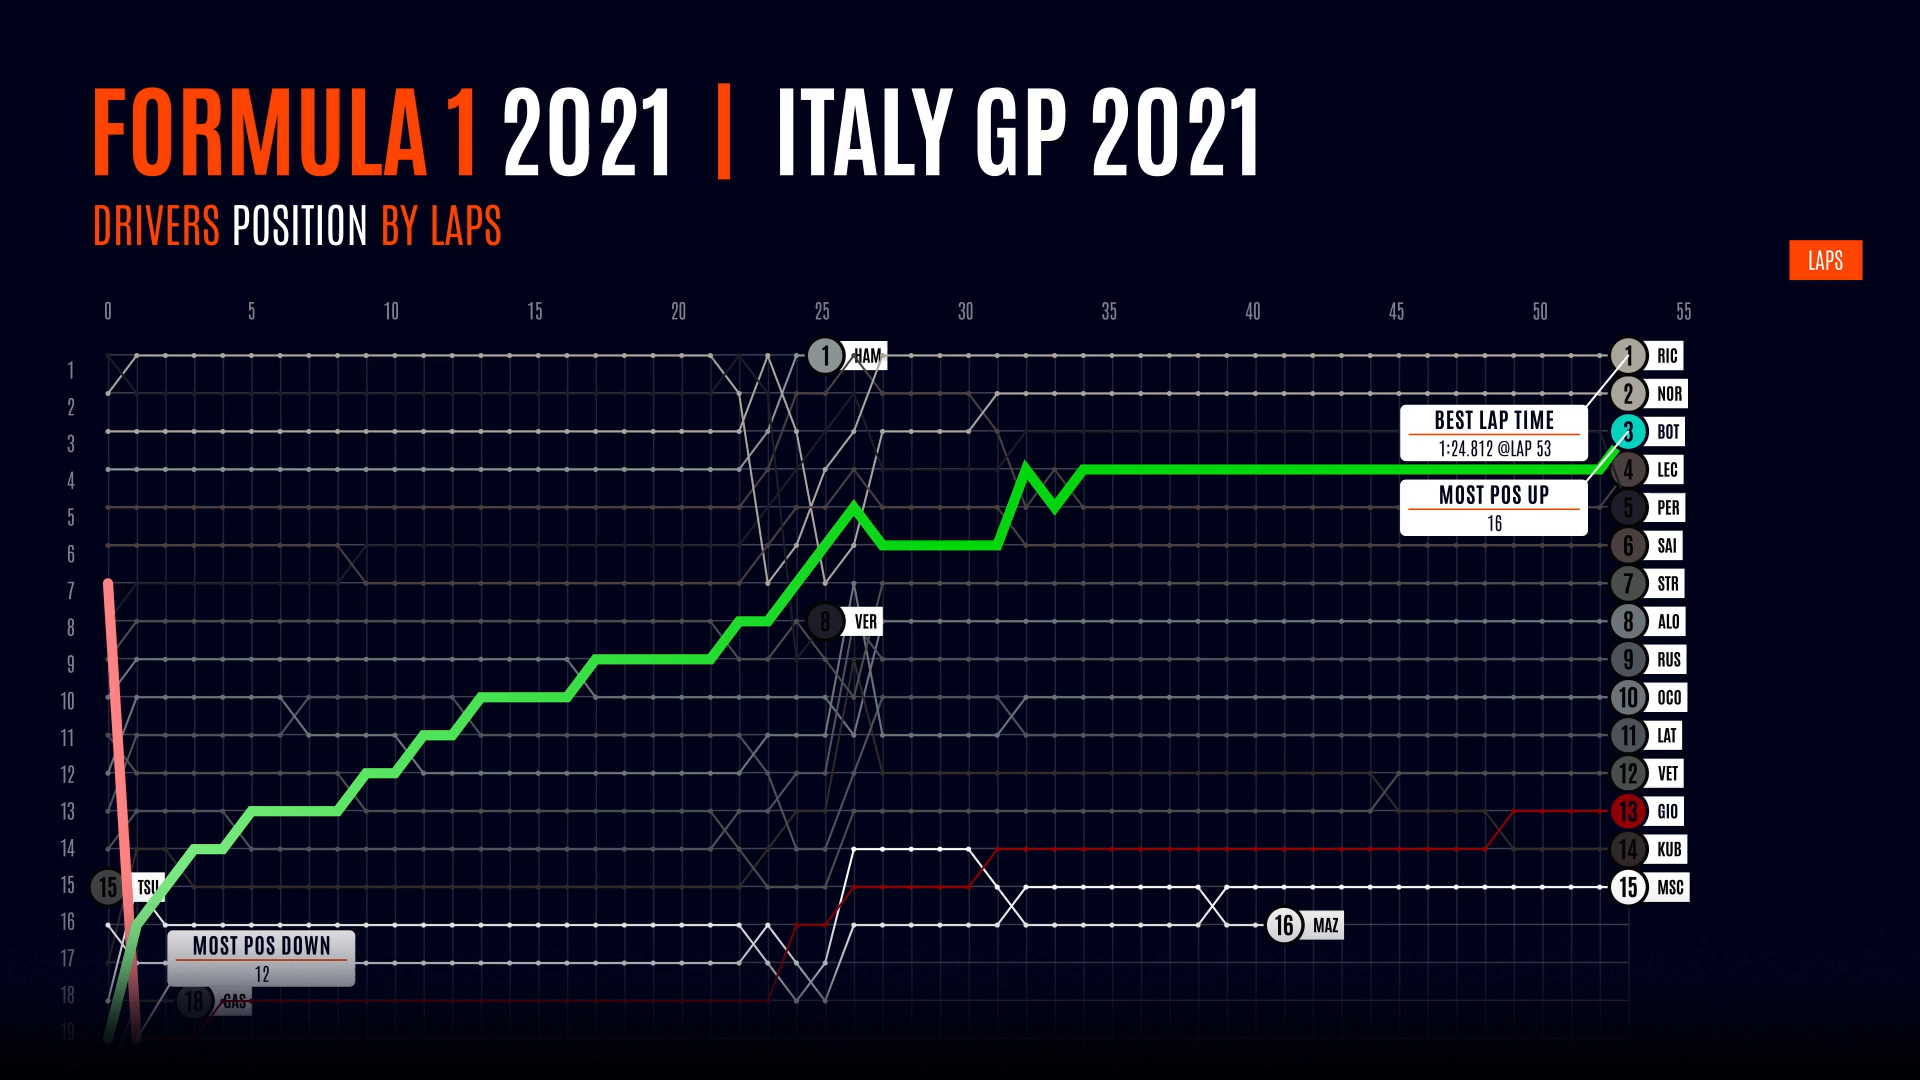 FORMULA 1 2021 | ITALY GP 2021
DRIVERS POSITION BY LAPS
LAPS
0 5 10 15 20 25 30 35 40 45 50 55
1
2
3
4
5
6
7
8
9
10
11
12
13
14
15
16
17
18
19
1 HAM
8 VER
15 TSU
MOST POS DOWN
12
18 GAS
BEST LAP TIME
1:24.812 @LAP 53
MOST POS UP
16
16 MAZ
1 RIC
2 NOR
3 BOT
4 LEC
5 PER
6 SAI
7 STR
8 ALO
9 RUS
10 OCO
11 LAT
12 VET
13 GIO
14 KUB
15 MSC